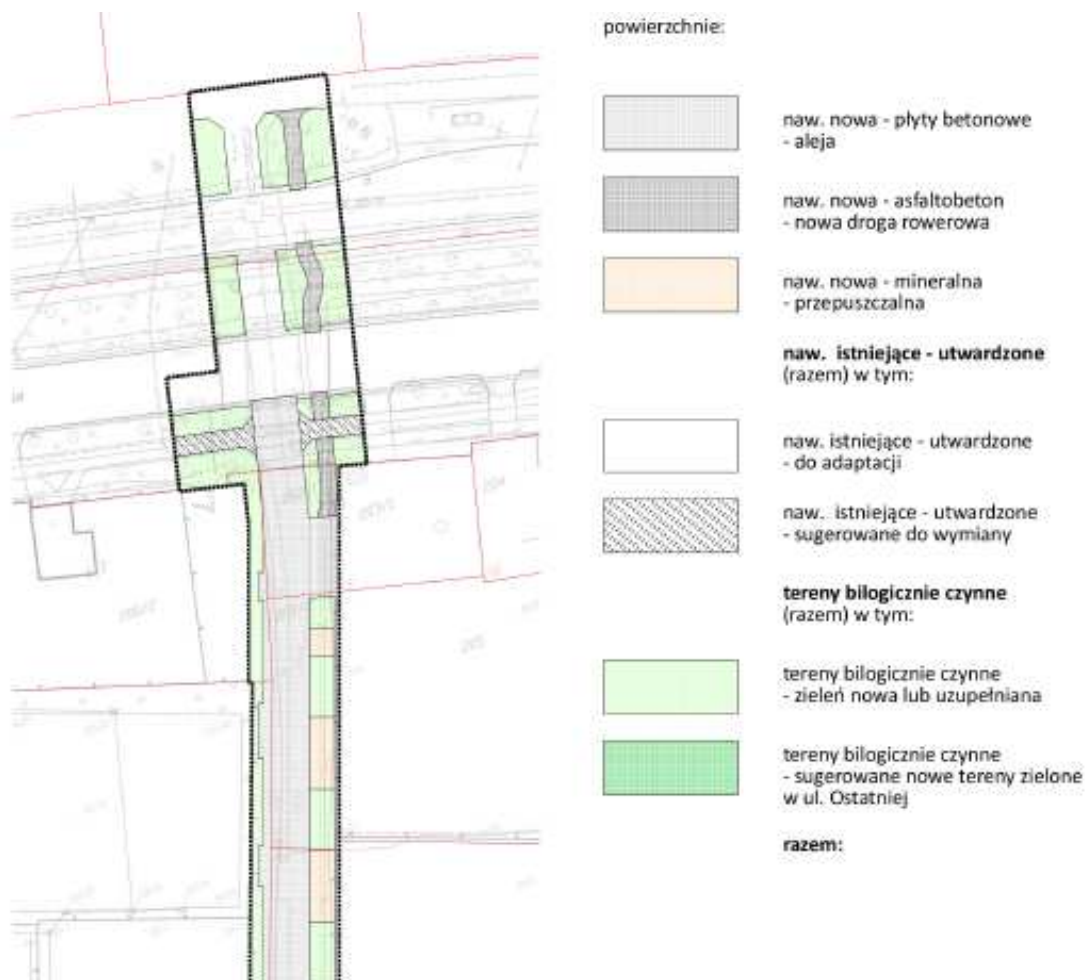 powierzchnie:
naw. nowa - płyty betonowe
- aleja
naw. nowa - asfaltobeton
- nowa droga rowerowa
naw. nowa - mineralna
- przepuszczalna
naw. istniejące - utwardzone
(razem) w tym:
naw. istniejące - utwardzone
- do adaptacji
naw. istniejące - utwardzone
- sugerowane do wymiany
tereny bilogicznie czynne
(razem) w tym:
tereny bilogicznie czynne
- zieleń nowa lub uzupełniana
tereny bilogicznie czynne
- sugerowane nowe tereny zielone
w ul. Ostatniej
razem: